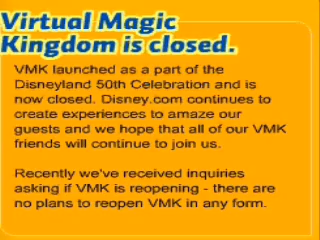 Virtual Magic
Kingdom is closed.
VMK launched as a part of the
Disneyland 50th Celebration and is
now closed. Disney.com continues to
create experiences to amaze our
guests and we hope that all of our VMK
friends will continue to join us.
Recently we've received inquiries
asking if VMK is reopening - there are
no plans to reopen VMK in any form.